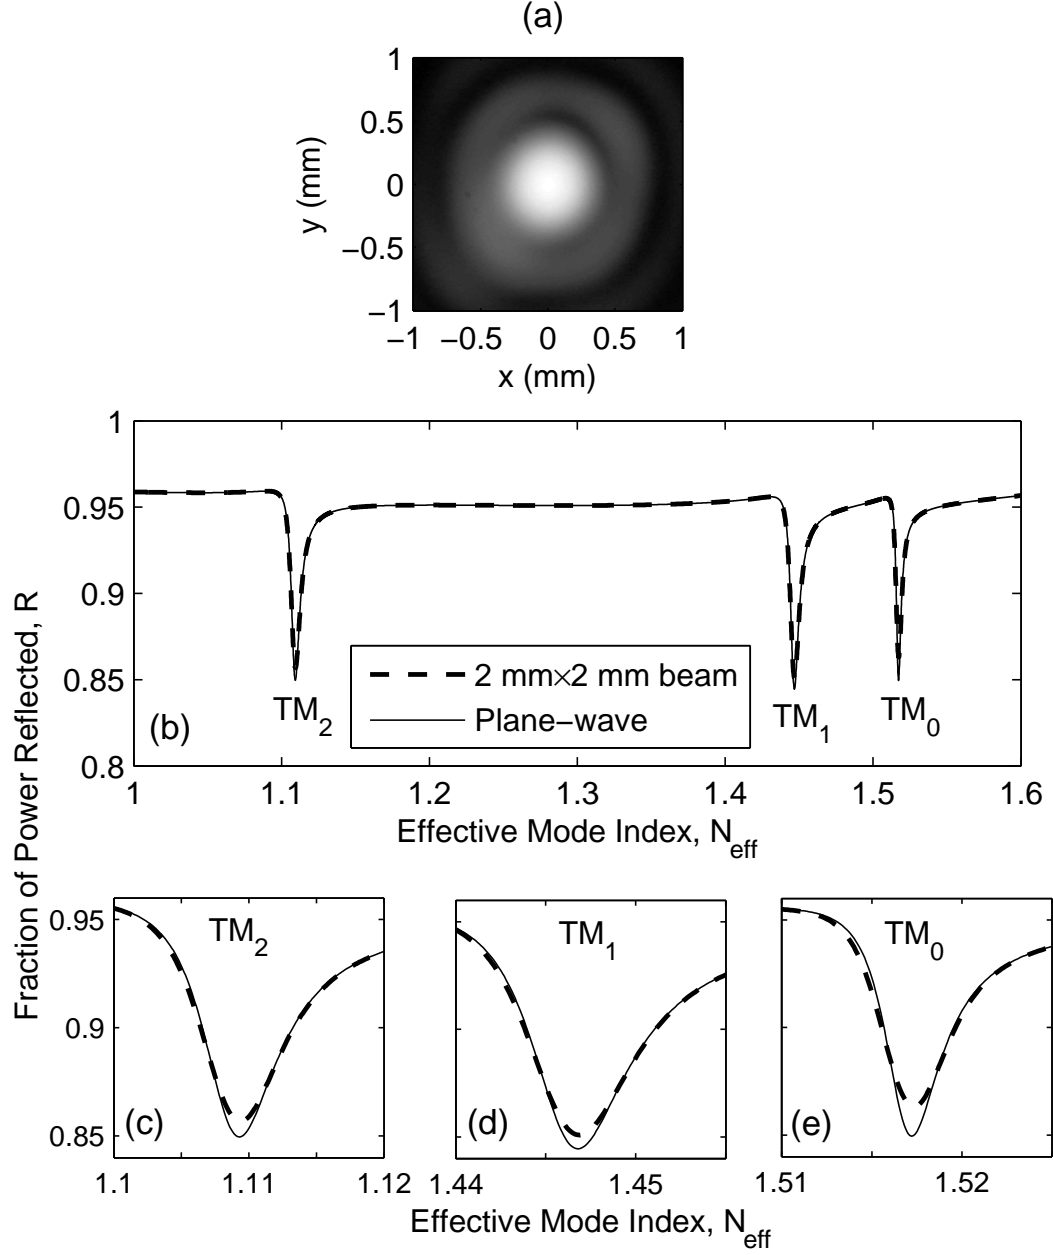 (a)
1
0.5
0
−0.5
−1
y (mm)
−1 −0.5 0 0.5 1
x (mm)
1
0.95
0.9
0.85
0.8
Fraction of Power Reflected, R
2 mm×2 mm beam
Plane−wave
TM2
TM1
TM0
(b)
1 1.1 1.2 1.3 1.4 1.5 1.6
Effective Mode Index, Neff
0.95
0.9
0.85
TM2
TM1
TM0
(c)
(d)
(e)
1.1 1.11 1.12 1.44 1.45 1.51 1.52
Effective Mode Index, Neff